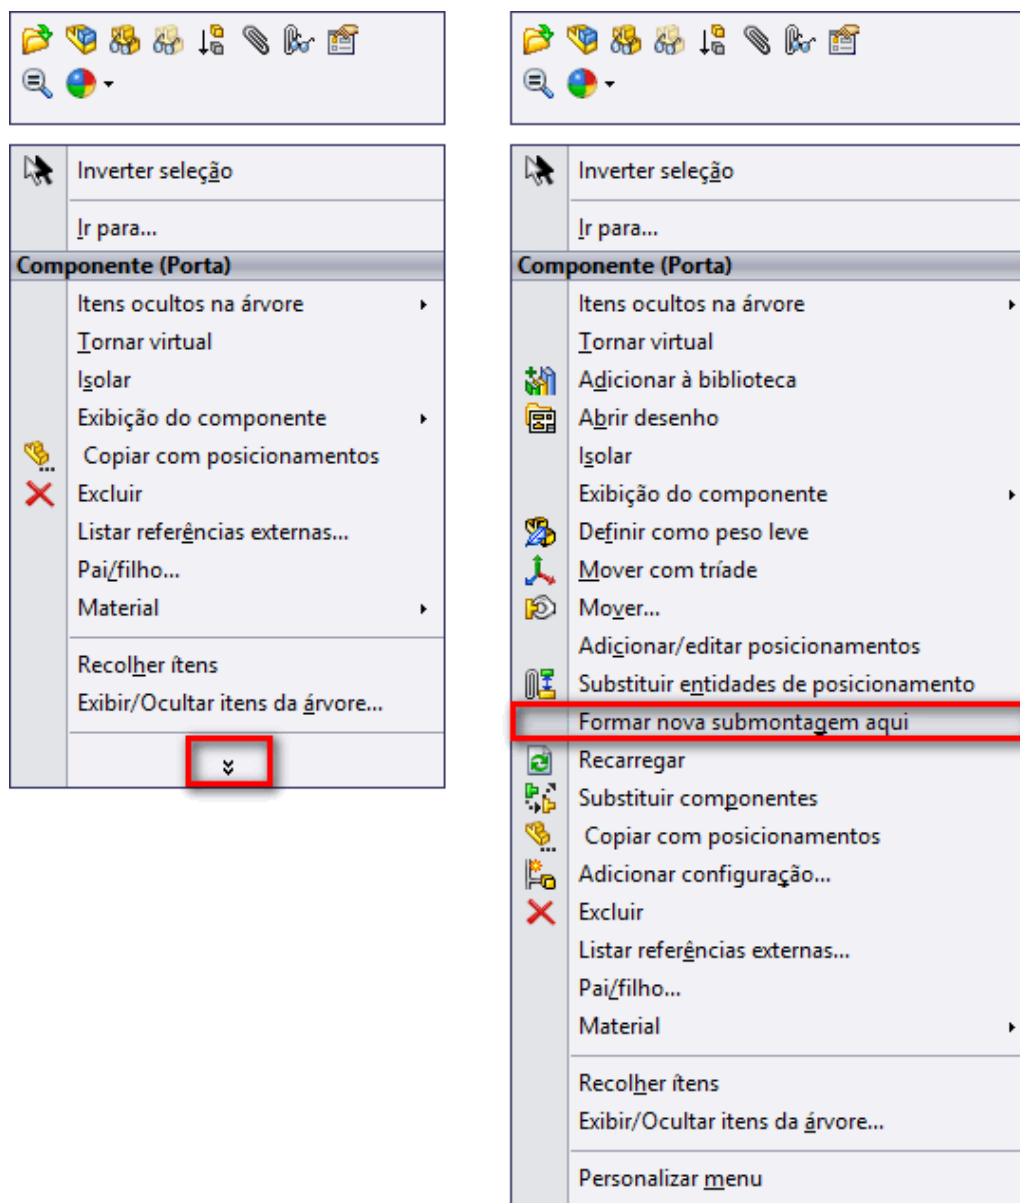 Inverter seleção
Ir para...
Componente (Porta)
Itens ocultos na árvore
Tornar virtual
Isolar
Exibição do componente
Copiar com posicionamentos
Excluir
Listar referências externas...
Pai/filho...
Material
Recolher ítens
Exibir/Ocultar itens da árvore...
Inverter seleção
Ir para...
Componente (Porta)
Itens ocultos na árvore
Tornar virtual
Adicionar à biblioteca
Abrir desenho
Isolar
Exibição do componente
Definir como peso leve
Mover com tríade
Mover...
Adicionar/editar posicionamentos
Substituir entidades de posicionamento
Formar nova submontagem aqui
Recarregar
Substituir componentes
Copiar com posicionamentos
Adicionar configuração...
Excluir
Listar referências externas...
Pai/filho...
Material
Recolher ítens
Exibir/Ocultar itens da árvore...
Personalizar menu